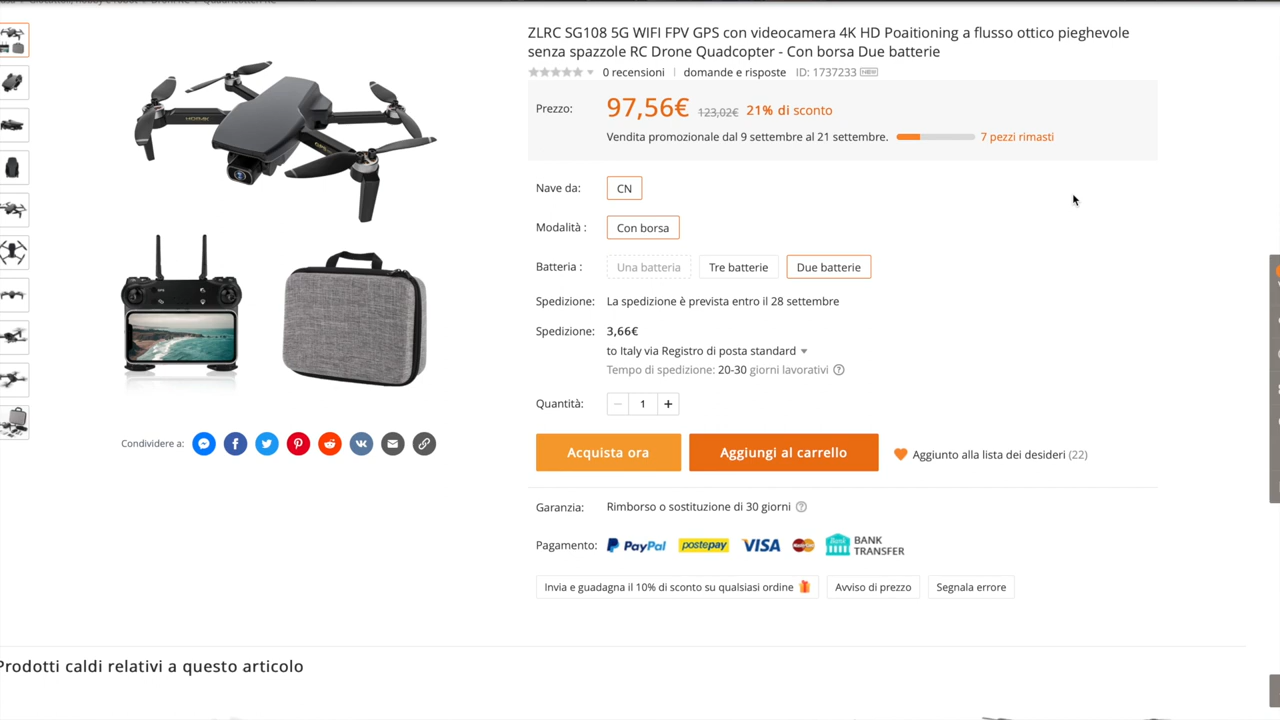 ZLRC SG108 5G WIFI FPV GPS con videocamera 4K HD Poaitioning a flusso ottico pieghevole
senza spazzole RC Drone Quadcopter - Con borsa Due batterie
0 recensioni | domande e risposte ID: 1737233 NEW
Prezzo: 97,56€ 123,02€ 21% di sconto
Vendita promozionale dal 9 settembre al 21 settembre. 7 pezzi rimasti
Nave da: CN
Modalità : Con borsa
Batteria : Una batteria Tre batterie Due batterie
Spedizione: La spedizione è prevista entro il 28 settembre
Spedizione: 3,66€
to Italy via Registro di posta standard
Tempo di spedizione: 20-30 giorni lavorativi ?
Quantità: − 1 +
Condividere a:
Acquista ora Aggiungi al carrello Aggiunto alla lista dei desideri (22)
Garanzia: Rimborso o sostituzione di 30 giorni ?
Pagamento: PayPal postepay VISA MasterCard Bank BANK
TRANSFER
Invia e guadagna il 10% di sconto su qualsiasi ordine Avviso di prezzo Segnala errore
Prodotti caldi relativi a questo articolo